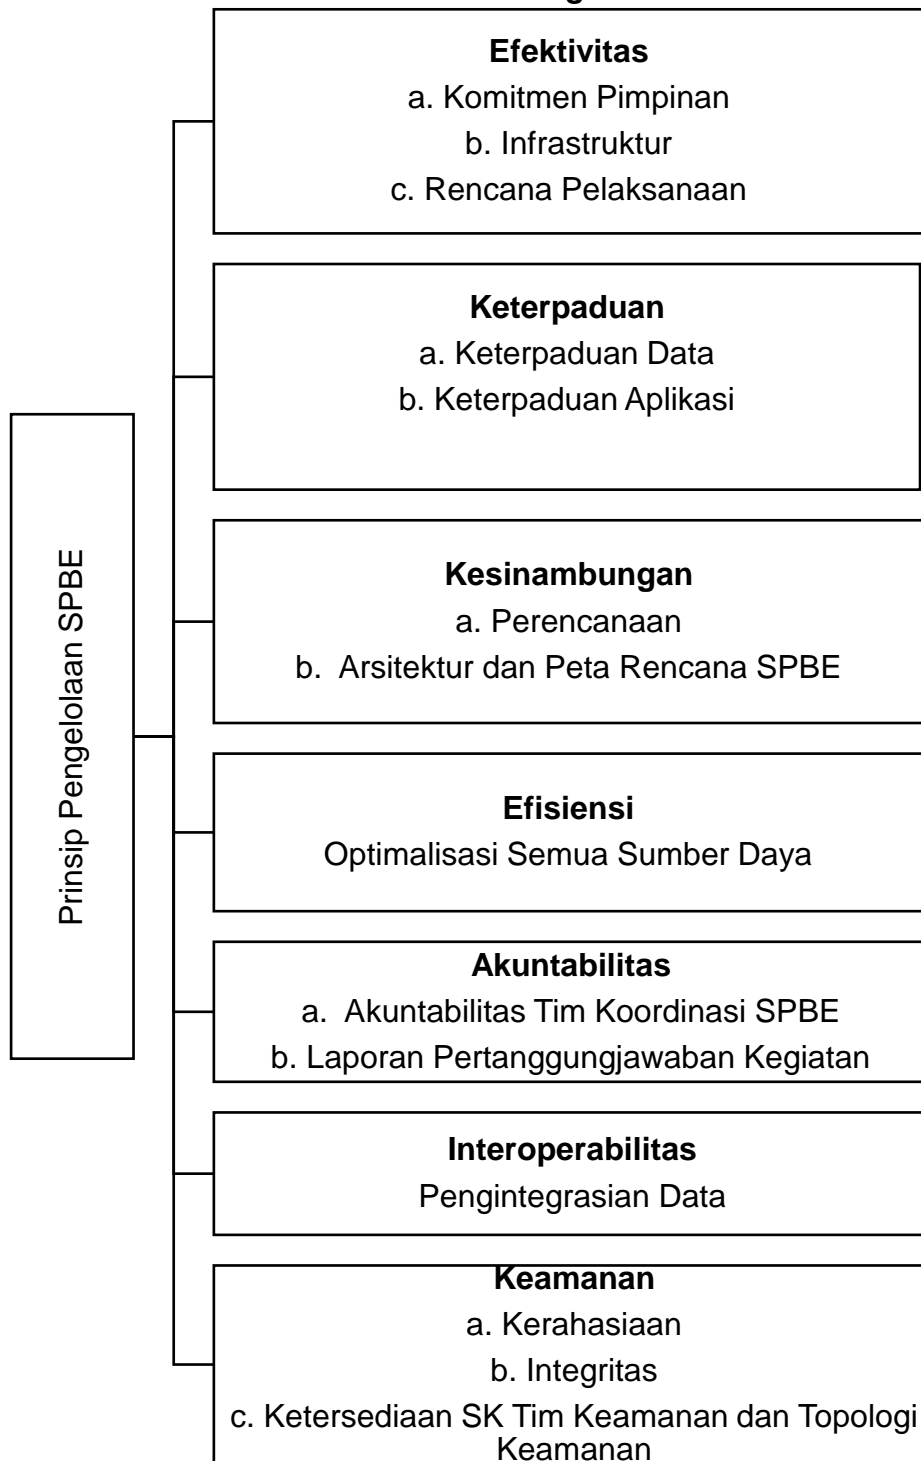 Prinsip Pengelolaan SPBE
Efektivitas
a. Komitmen Pimpinan
b. Infrastruktur
c. Rencana Pelaksanaan
Keterpaduan
a. Keterpaduan Data
b. Keterpaduan Aplikasi
Kesinambungan
a. Perencanaan
b. Arsitektur dan Peta Rencana SPBE
Efisiensi
Optimalisasi Semua Sumber Daya
Akuntabilitas
a. Akuntabilitas Tim Koordinasi SPBE
b. Laporan Pertanggungjawaban Kegiatan
Interoperabilitas
Pengintegrasian Data
Keamanan
a. Kerahasiaan
b. Integritas
c. Ketersediaan SK Tim Keamanan dan Topologi
Keamanan